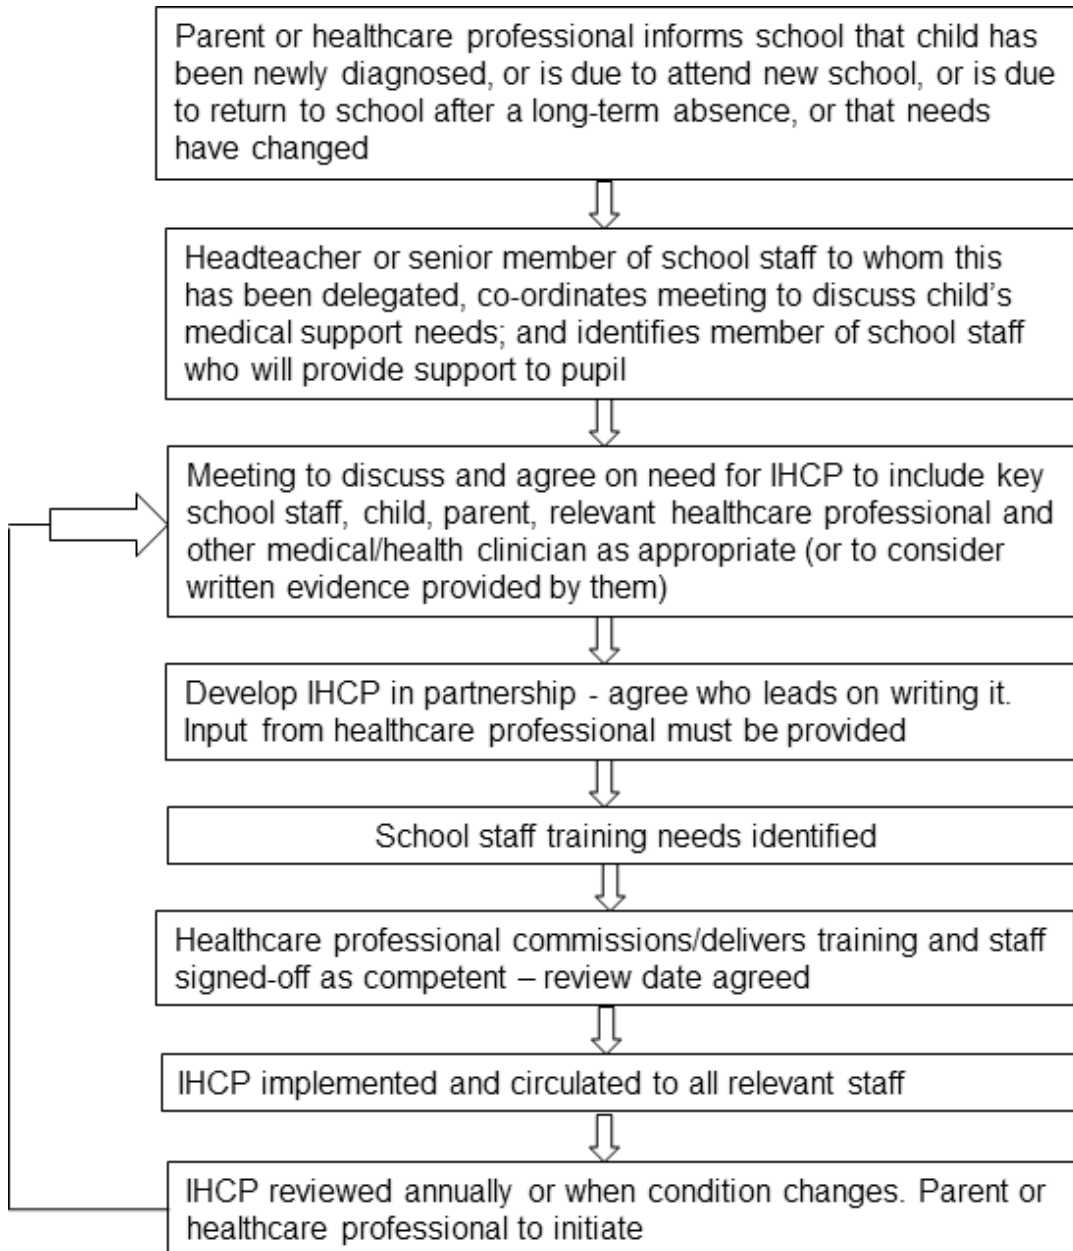 Parent or healthcare professional informs school that child has
been newly diagnosed, or is due to attend new school, or is due
to return to school after a long-term absence, or that needs
have changed
Headteacher or senior member of school staff to whom this
has been delegated, co-ordinates meeting to discuss child's
medical support needs; and identifies member of school staff
who will provide support to pupil
Meeting to discuss and agree on need for IHCP to include key
school staff, child, parent, relevant healthcare professional and
other medical/health clinician as appropriate (or to consider
written evidence provided by them)
Develop IHCP in partnership - agree who leads on writing it.
Input from healthcare professional must be provided
School staff training needs identified
Healthcare professional commissions/delivers training and staff
signed-off as competent – review date agreed
IHCP implemented and circulated to all relevant staff
IHCP reviewed annually or when condition changes. Parent or
healthcare professional to initiate